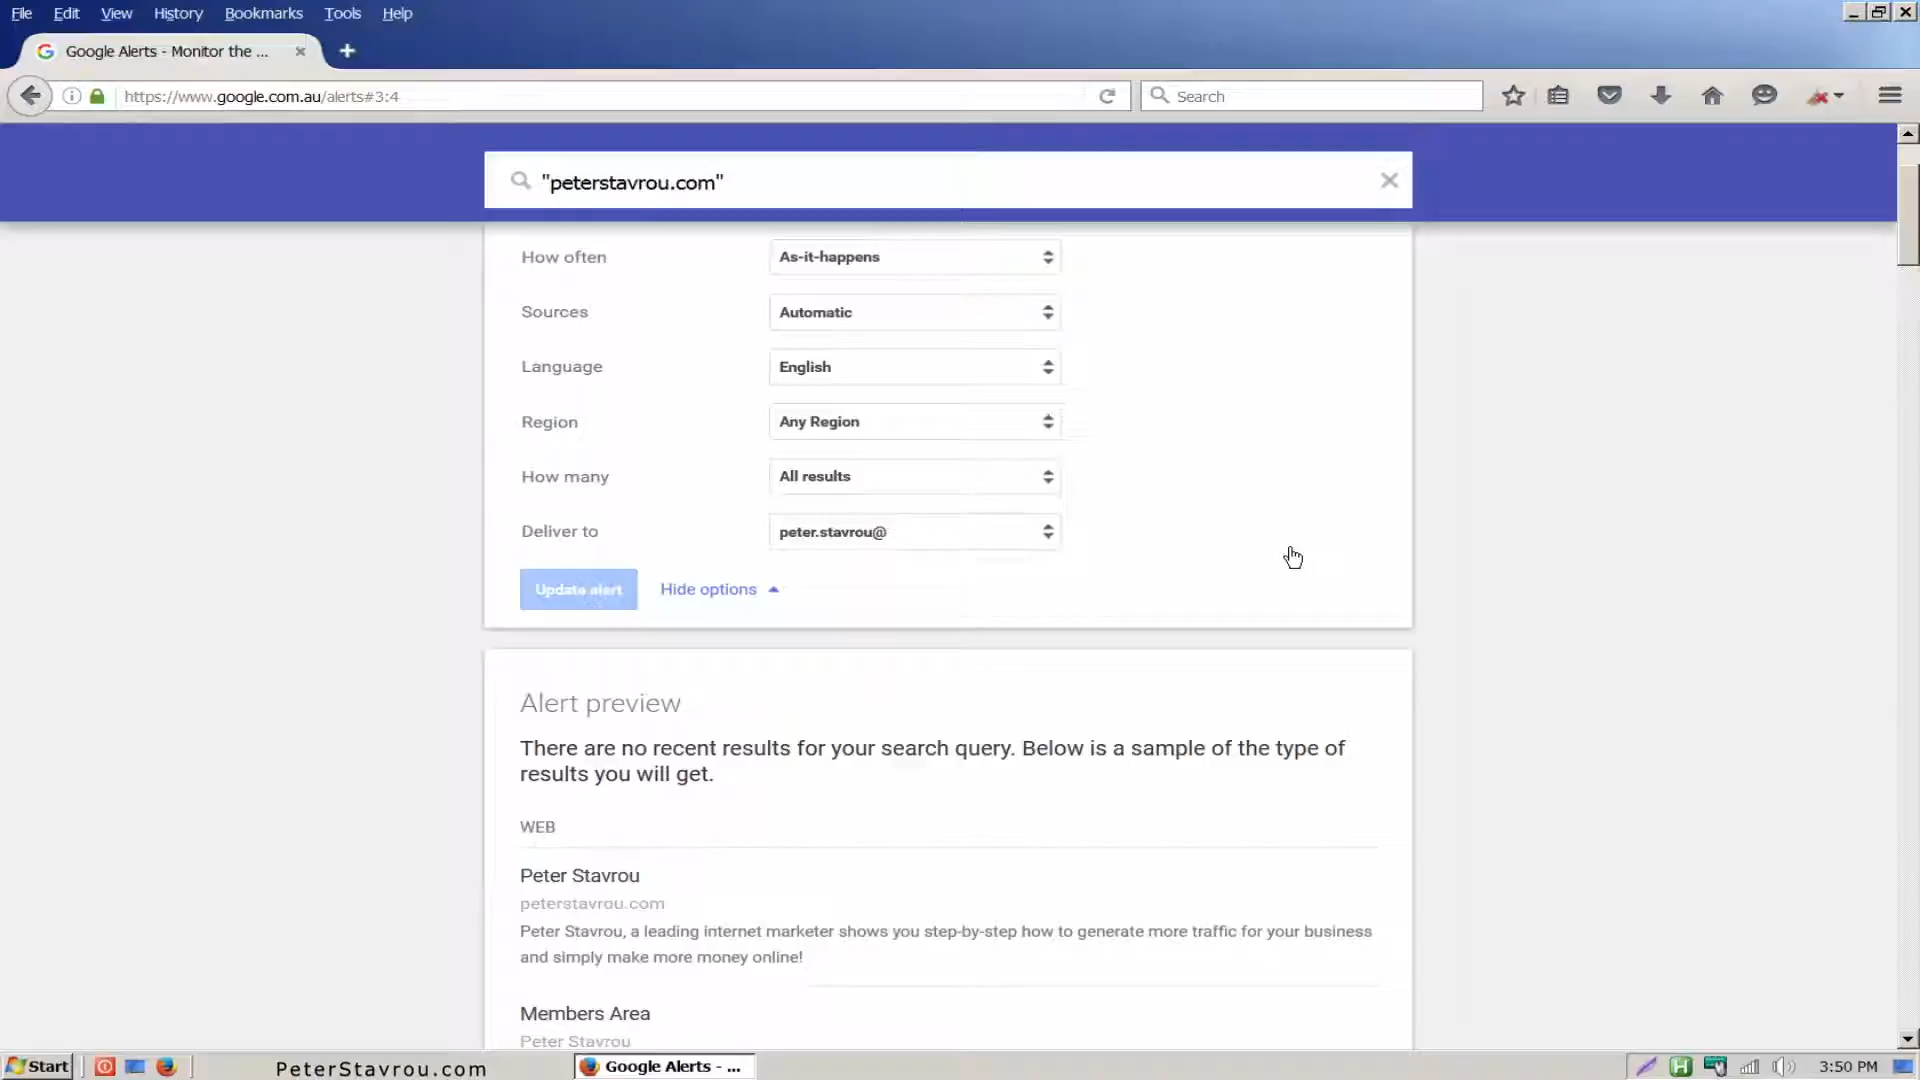 File Edit View History Bookmarks Tools Help
Google Alerts - Monitor the ...
https://www.google.com.au/alerts#3:4
Search
"peterstavrou.com"
How often As-it-happens
Sources Automatic
Language English
Region Any Region
How many All results
Deliver to peter.stavrou@
Update alert Hide options
Alert preview
There are no recent results for your search query. Below is a sample of the type of
results you will get.
WEB
Peter Stavrou
peterstavrou.com
Peter Stavrou, a leading internet marketer shows you step-by-step how to generate more traffic for your business
and simply make more money online!
Members Area
Peter Stavrou
Start PeterStavrou.com Google Alerts - ... 3:50 PM